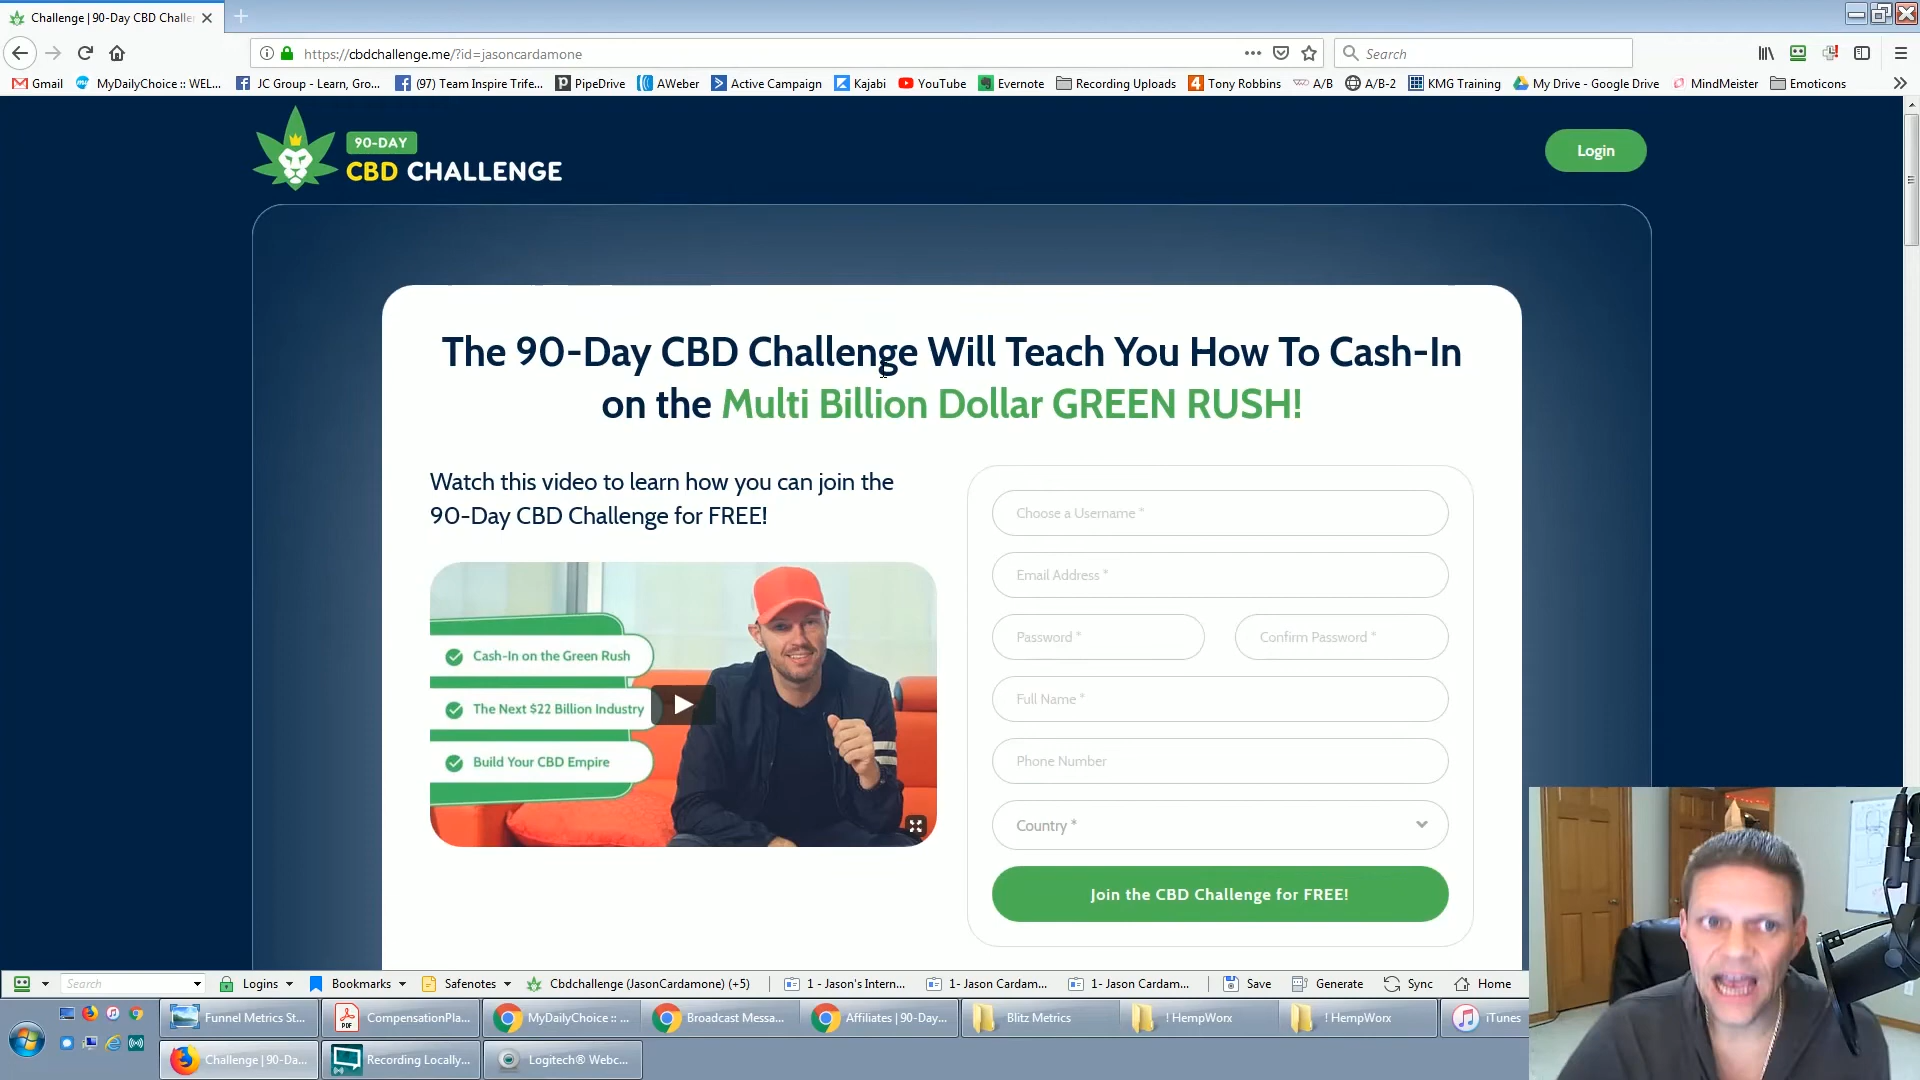 Challenge | 90-Day CBD Challe
https://cbdchallenge.me/?id=jasoncardamone
Search
Gmail
MyDailyChoice :: WEL...
JC Group - Learn, Gro...
(97) Team Inspire Trife...
PipeDrive
AWeber
Active Campaign
Kajabi
YouTube
Evernote
Recording Uploads
Tony Robbins
A/B
A/B-2
KMG Training
My Drive - Google Drive
MindMeister
Emoticons
90-DAY
CBD CHALLENGE
Login
The 90-Day CBD Challenge Will Teach You How To Cash-In
on the Multi Billion Dollar GREEN RUSH!
Watch this video to learn how you can join the
90-Day CBD Challenge for FREE!
Cash-In on the Green Rush
The Next $22 Billion Industry
Build Your CBD Empire
Choose a Username *
Email Address *
Password *
Confirm Password *
Full Name *
Phone Number
Country *
Join the CBD Challenge for FREE!
Search
Logins
Bookmarks
Safenotes
Cbdchallenge (JasonCardamone) (+5)
1 - Jason's Intern...
1- Jason Cardam...
1- Jason Cardam...
Save
Generate
Sync
Home
Funnel Metrics St...
CompensationPla...
MyDailyChoice :: ...
Broadcast Messa...
Affiliates | 90-Day...
Blitz Metrics
! HempWorx
! HempWorx
iTunes
Challenge | 90-Da...
Recording Locally...
Logitech® Webc...